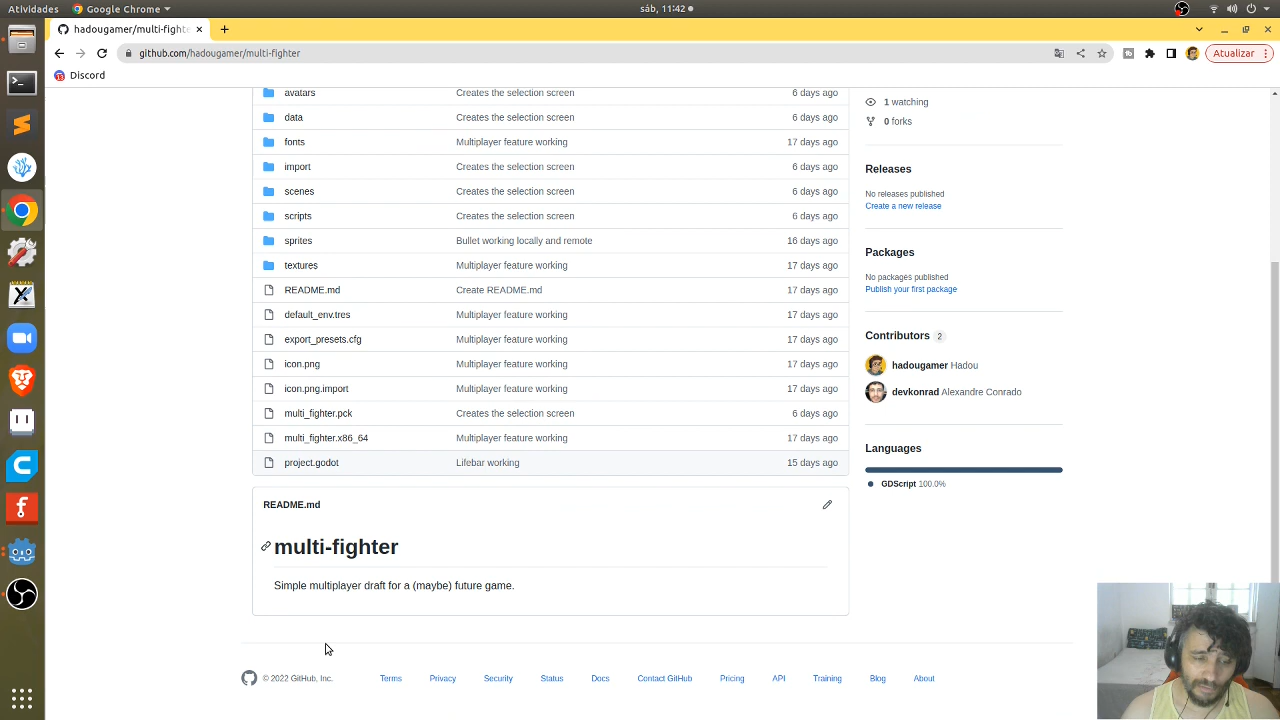 Atividades Google Chrome sáb, 11:42
hadougamer/multi-fighte
github.com/hadougamer/multi-fighter Atualizar
13 Discord
avatars Creates the selection screen 6 days ago
data Creates the selection screen 6 days ago
fonts Multiplayer feature working 17 days ago
import Creates the selection screen 6 days ago
scenes Creates the selection screen 6 days ago
scripts Creates the selection screen 6 days ago
sprites Bullet working locally and remote 16 days ago
textures Multiplayer feature working 17 days ago
README.md Create README.md 17 days ago
default_env.tres Multiplayer feature working 17 days ago
export_presets.cfg Multiplayer feature working 17 days ago
icon.png Multiplayer feature working 17 days ago
icon.png.import Multiplayer feature working 17 days ago
multi_fighter.pck Creates the selection screen 6 days ago
multi_fighter.x86_64 Multiplayer feature working 17 days ago
project.godot Lifebar working 15 days ago
README.md
multi-fighter
Simple multiplayer draft for a (maybe) future game.
1 watching
0 forks
Releases
No releases published
Create a new release
Packages
No packages published
Publish your first package
Contributors 2
hadougamer Hadou
devkonrad Alexandre Conrado
Languages
GDScript 100.0%
© 2022 GitHub, Inc. Terms Privacy Security Status Docs Contact GitHub Pricing API Training Blog About